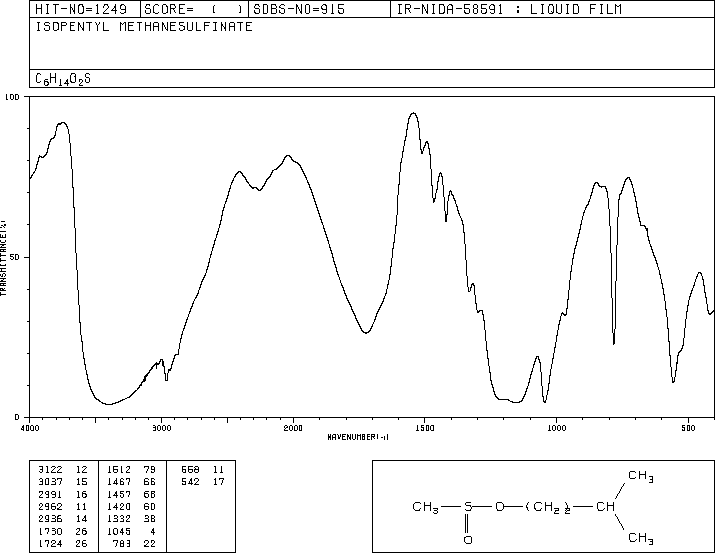 HIT-NO=1249 SCORE= ( ) SDBS-NO=915 IR-NIDA-58591 : LIQUID FILM
ISOPENTYL METHANESULFINATE
C6H14O2S
100
50
0
TRANSMITTANCE(%)
4000 3000 2000 1500 1000 500
WAVENUMBER(-1)
3122 12 1512 79 558 11
3037 15 1467 66 542 17
2991 16 1457 68
2962 11 1420 60
2936 14 1332 38
1730 26 1045 4
1724 26 783 22
CH3
CH3 S O (CH2)2 CH
O
CH3